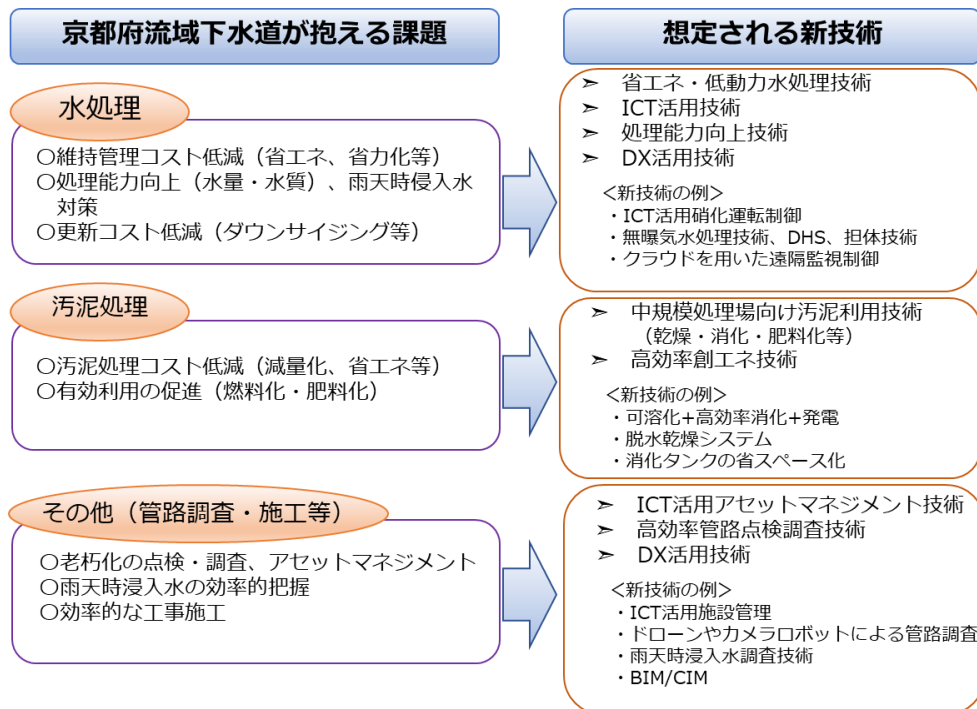 京都府流域下水道が抱える課題
想定される新技術
水処理
○維持管理コスト低減（省エネ、省力化等）
○処理能力向上（水量・水質）、雨天時侵入水
対策
○更新コスト低減（ダウンサイジング等）
➢ 省エネ・低動力水処理技術
➢ ICT活用技術
➢ 処理能力向上技術
➢ DX活用技術
＜新技術の例＞
・ICT活用硝化運転制御
・無曝気水処理技術、DHS、担体技術
・クラウドを用いた遠隔監視制御
汚泥処理
○汚泥処理コスト低減（減量化、省エネ等）
○有効利用の促進（燃料化・肥料化）
➢ 中規模処理場向け汚泥利用技術
（乾燥・消化・肥料化等）
➢ 高効率創エネ技術
＜新技術の例＞
・可溶化+高効率消化+発電
・脱水乾燥システム
・消化タンクの省スペース化
その他（管路調査・施工等）
○老朽化の点検・調査、アセットマネジメント
○雨天時浸入水の効率的把握
○効率的な工事施工
➢ ICT活用アセットマネジメント技術
➢ 高効率管路点検調査技術
➢ DX活用技術
＜新技術の例＞
・ICT活用施設管理
・ドローンやカメラロボットによる管路調査
・雨天時浸入水調査技術
・BIM/CIM